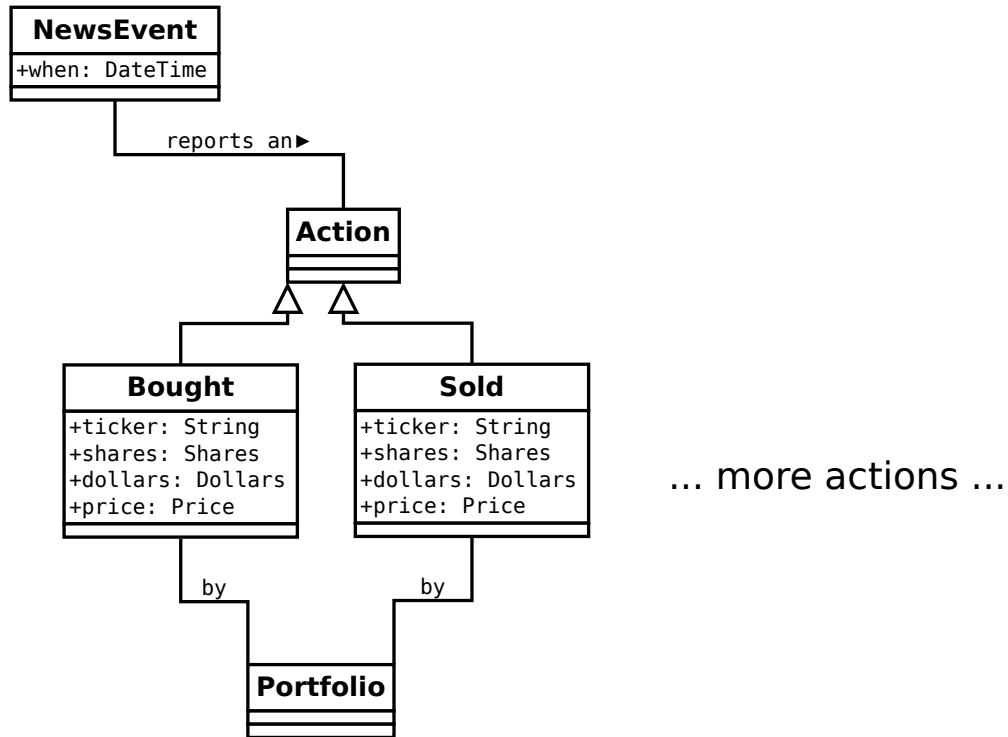 NewsEvent
+when: DateTime
reports an►
Action
Bought
+ticker: String
+shares: Shares
+dollars: Dollars
+price: Price
Sold
+ticker: String
+shares: Shares
+dollars: Dollars
+price: Price
... more actions ...
by
by
Portfolio